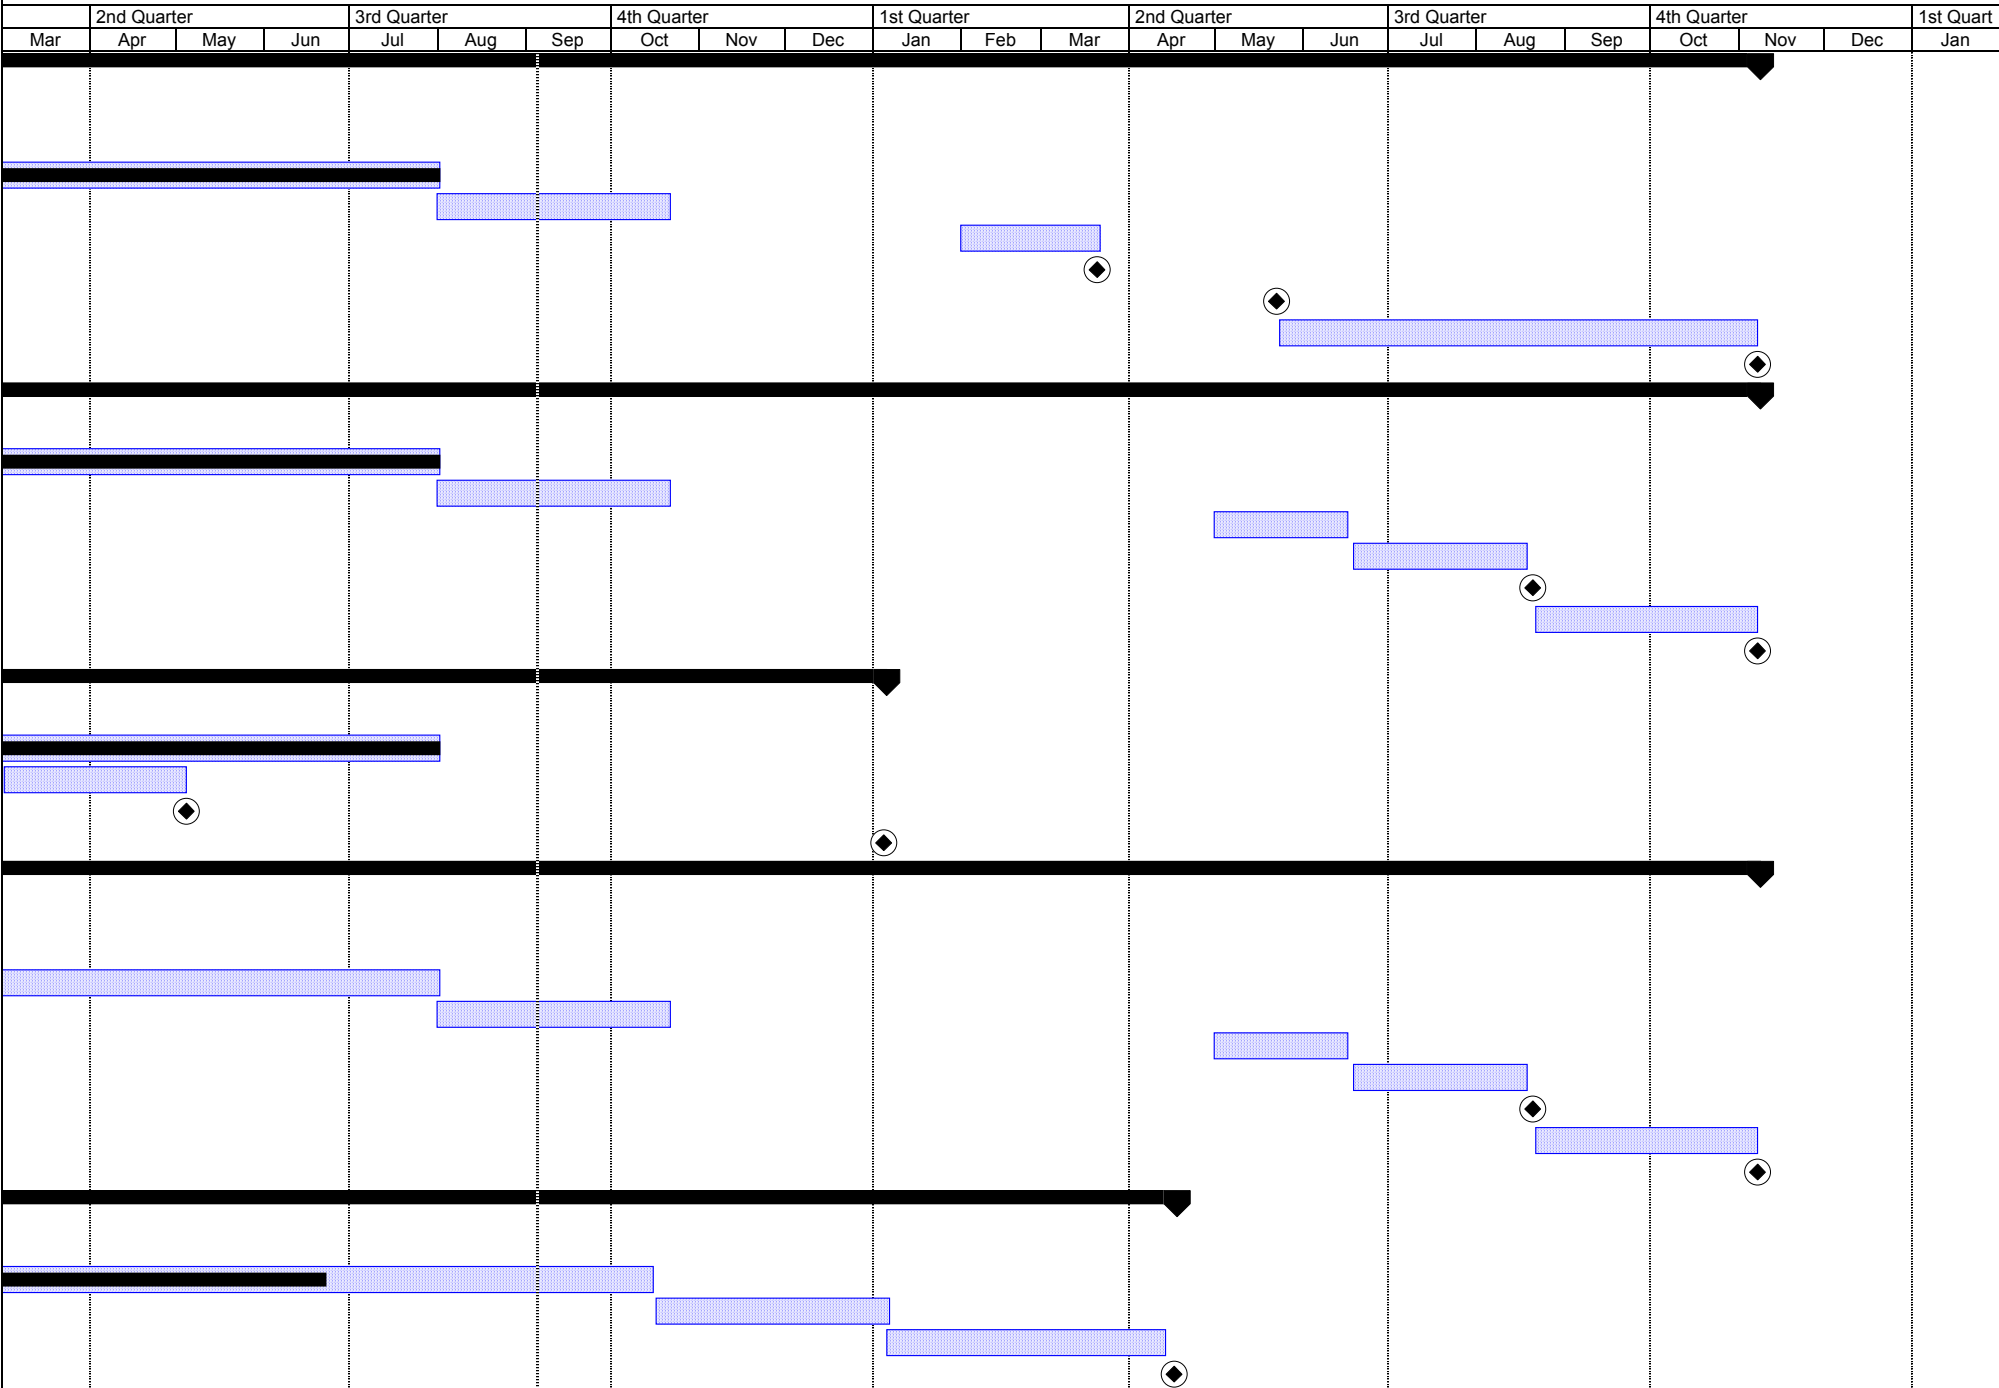 2nd Quarter 3rd Quarter 4th Quarter 1st Quarter 2nd Quarter 3rd Quarter 4th Quarter 1st Quart
Mar Apr May Jun Jul Aug Sep Oct Nov Dec Jan Feb Mar Apr May Jun Jul Aug Sep Oct Nov Dec Jan